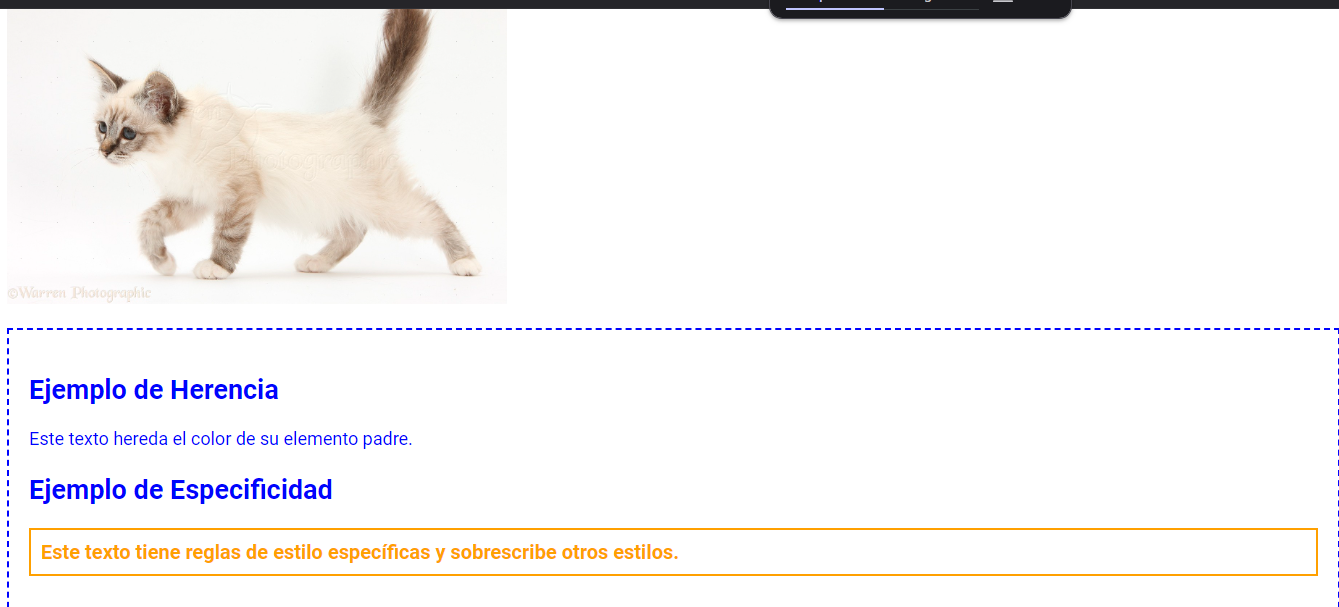 ©Warren Photographic
Ejemplo de Herencia
Este texto hereda el color de su elemento padre.
Ejemplo de Especificidad
Este texto tiene reglas de estilo específicas y sobrescribe otros estilos.